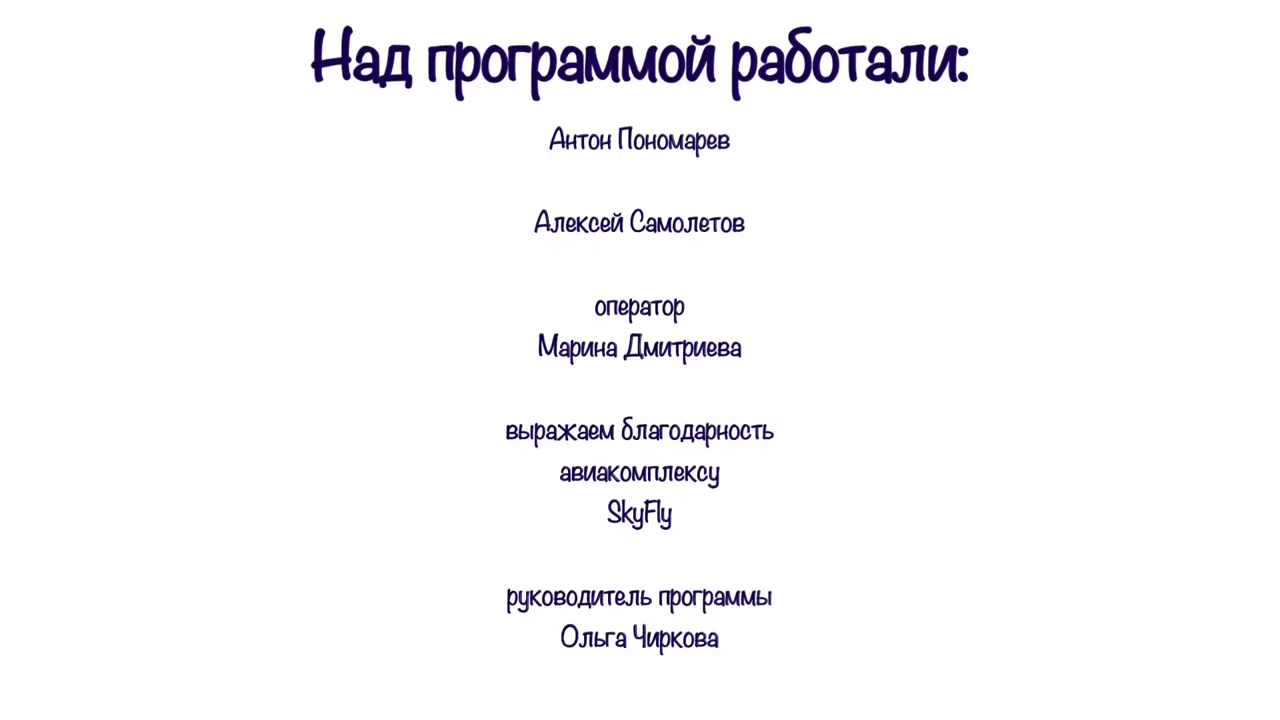 Над программой работали:
Антон Пономарев
Алексей Самолетов
оператор
Марина Дмитриева
выражаем благодарность
авиакомплексу
SkyFly
руководитель программы
Ольга Чиркова